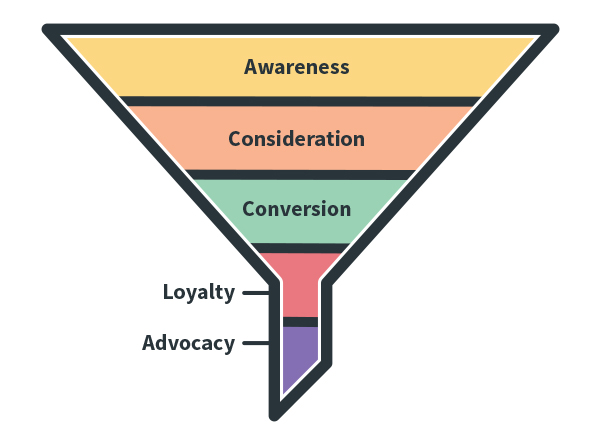 Awareness
Consideration
Conversion
Loyalty
Advocacy